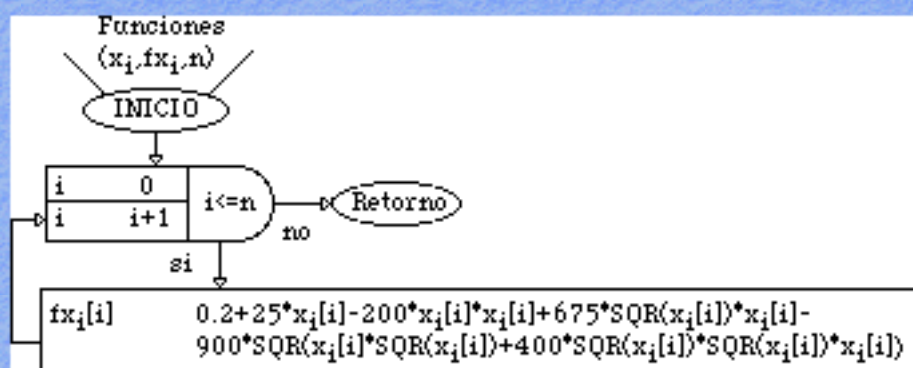 Funciones
(xi,fxi,n)
INICIO
i 0
i i+1
i<=n
Retorno
no
si
fxi[i] 0.2+25*xi[i]-200*xi[i]*xi[i]+675*SQR(xi[i])*xi[i]-
900*SQR(xi[i]*SQR(xi[i])+400*SQR(xi[i])*SQR(xi[i])*xi[i])